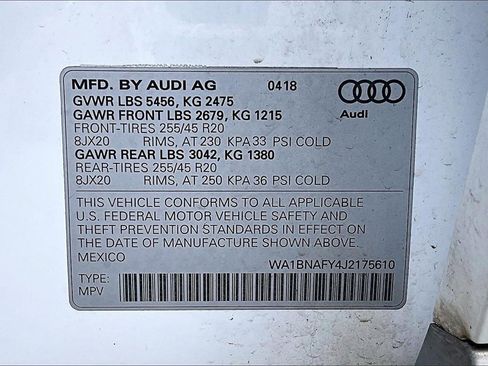 MFD. BY AUDI AG 0418
GVWR LBS 5456, KG 2475
GAWR FRONT LBS 2679, KG 1215
FRONT-TIRES 255/45 R20
8JX20 RIMS, AT 230 KPA 33 PSI COLD
GAWR REAR LBS 3042, KG 1380
REAR-TIRES 255/45 R20
8JX20 RIMS, AT 250 KPA 36 PSI COLD
Audi
THIS VEHICLE CONFORMS TO ALL APPLICABLE
U.S. FEDERAL MOTOR VEHICLE SAFETY AND
THEFT PREVENTION STANDARDS IN EFFECT ON
THE DATE OF MANUFACTURE SHOWN ABOVE.
MEXICO WA1BNAFY4J2175610
TYPE:
MPV